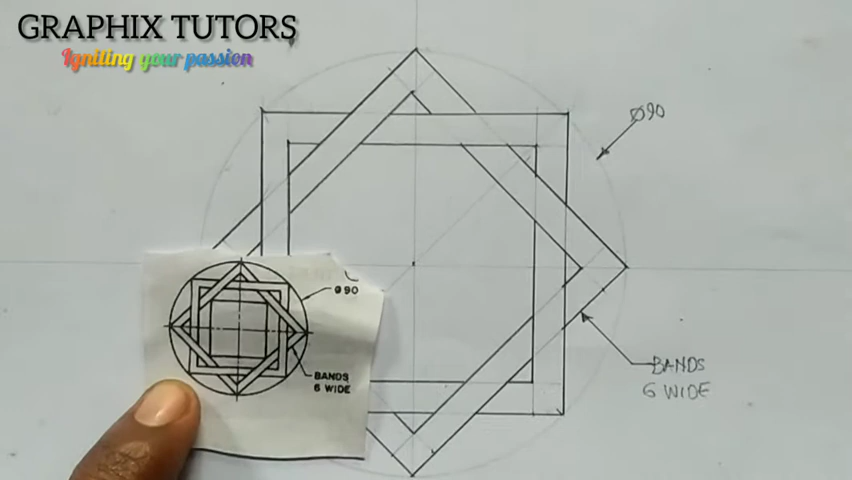 GRAPHIX TUTORS
Igniting your passion
Ø90
BANDS
6 WIDE
Ø90
BANDS
6 WIDE